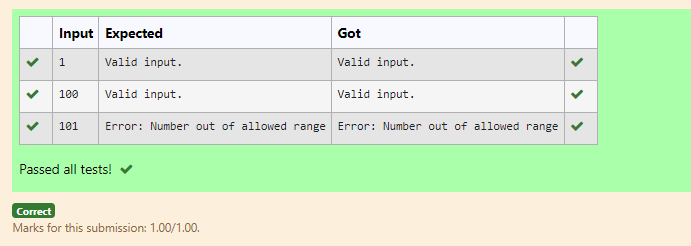 Input Expected Got
1 Valid input. Valid input.
100 Valid input. Valid input.
101 Error: Number out of allowed range Error: Number out of allowed range
Passed all tests!
Correct
Marks for this submission: 1.00/1.00.